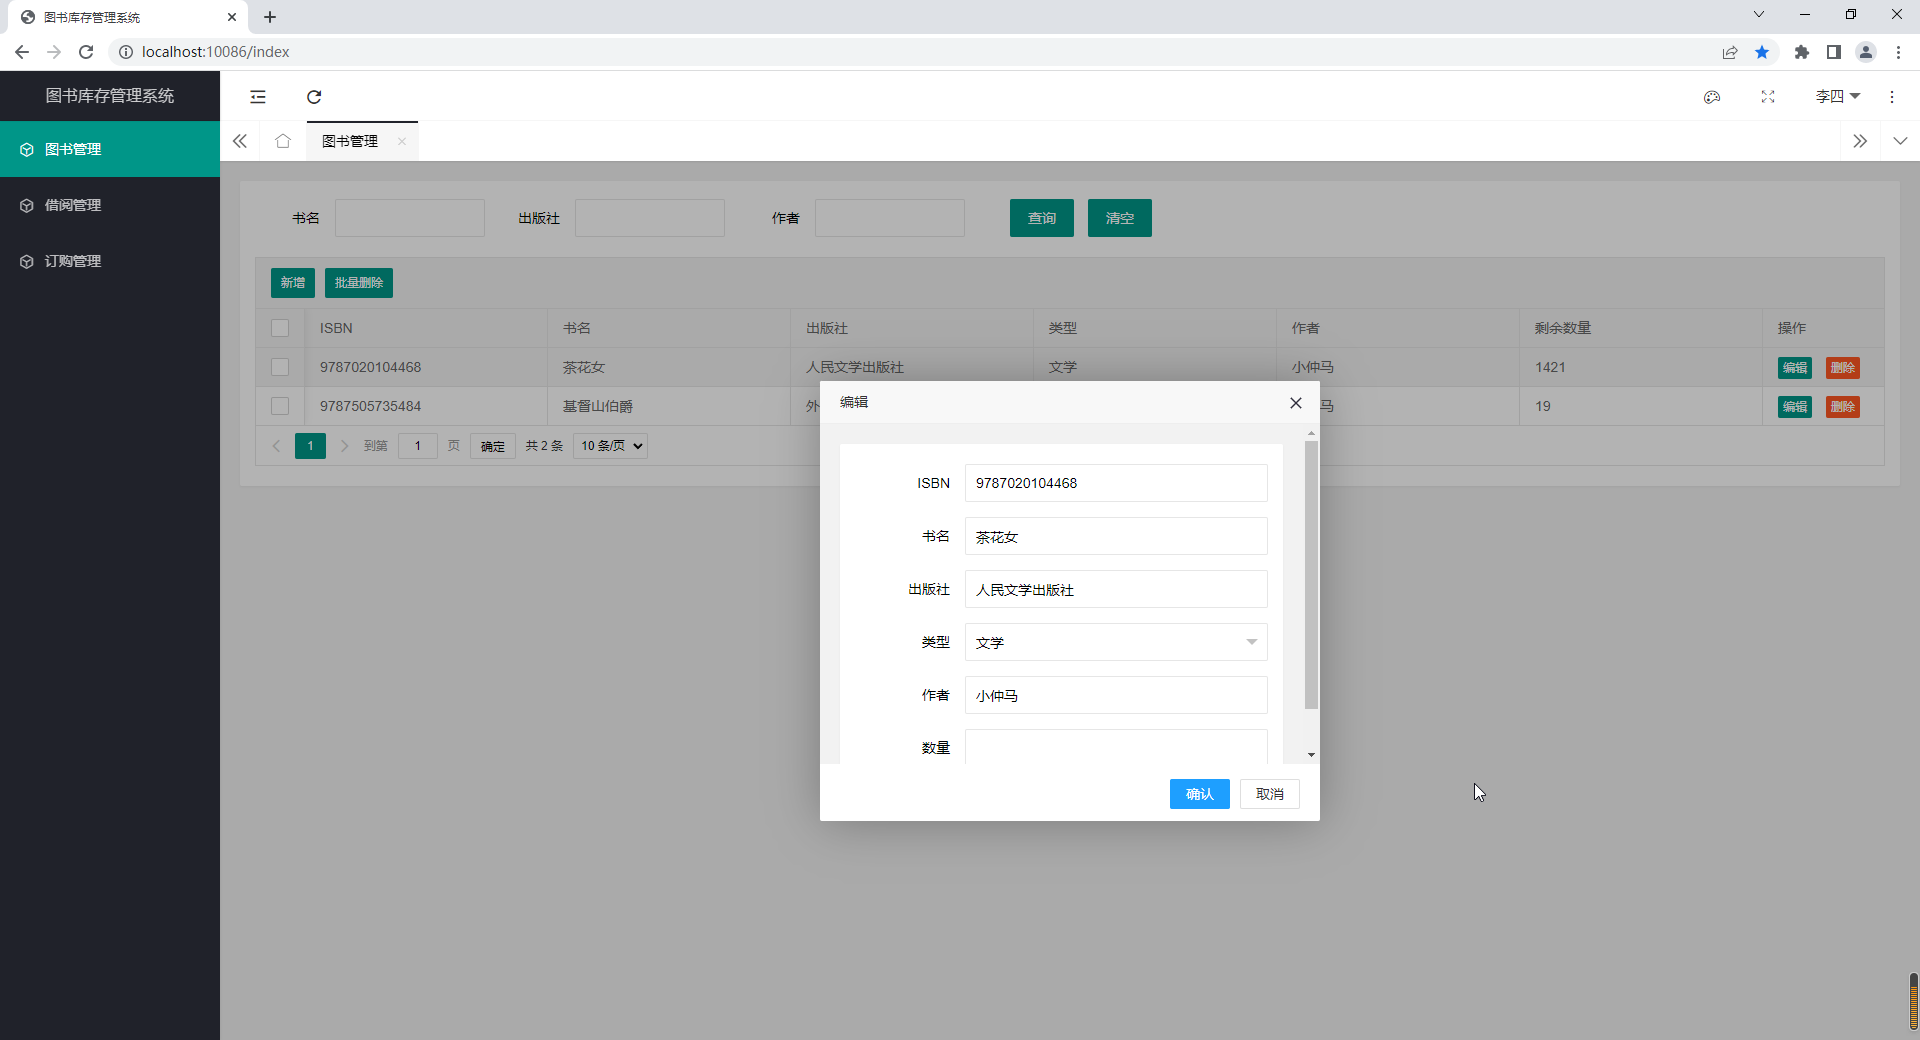 图书库存管理系统
localhost:10086/index
图书库存管理系统
李四
图书管理
图书管理
借阅管理
订购管理
书名 出版社 作者 查询 清空
新增 批量删除
ISBN 书名 出版社 类型 作者 剩余数量 操作
9787020104468 茶花女 人民文学出版社 文学 小仲马 1421 编辑 删除
9787505735484 基督山伯爵 外 马 19 编辑 删除
1 到第 1 页 确定 共 2 条 10 条/页
编辑
ISBN 9787020104468
书名 茶花女
出版社 人民文学出版社
类型 文学
作者 小仲马
数量
确认 取消